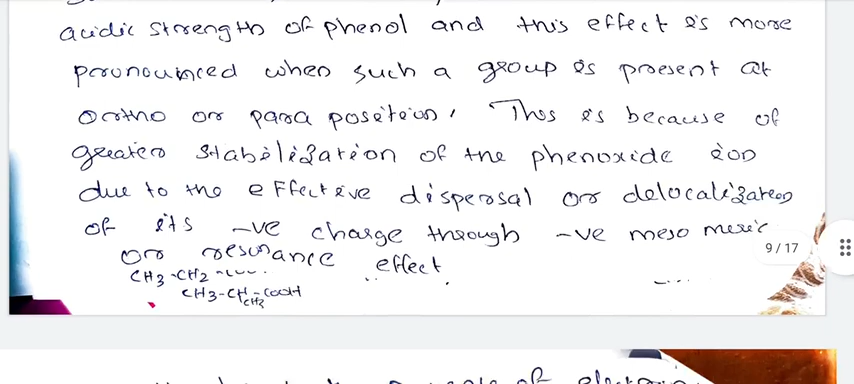 acidic strength of phenol and this effect is more
pronounced when such a group is present at
ortho or para position. This is because of
greater stabilization of the phenoxide ion
due to the effective dispersal or delocalization
of its -ve charge through -ve mesomeric
or resonance effect
CH3-CH2-
CH3-CH-COOH
CH3
9 / 17
of